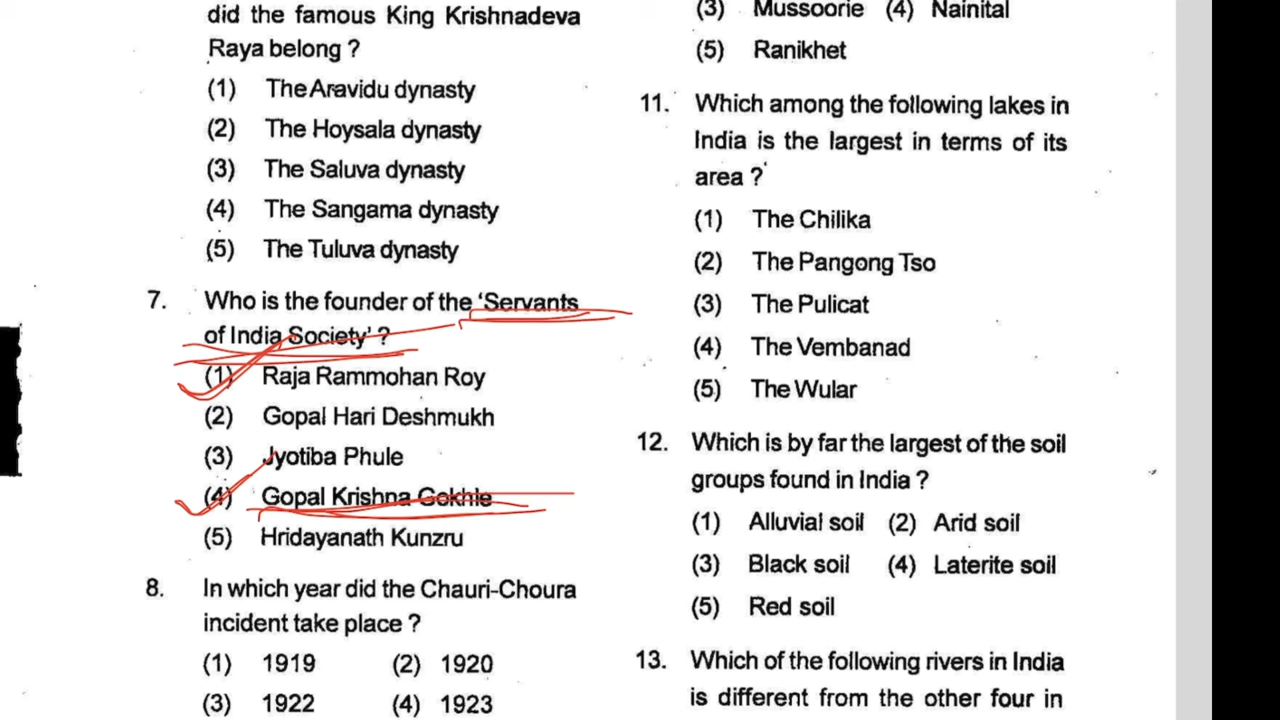 did the famous King Krishnadeva
Raya belong ?
(1) The Aravidu dynasty
(2) The Hoysala dynasty
(3) The Saluva dynasty
(4) The Sangama dynasty
(5) The Tuluva dynasty
7. Who is the founder of the ‘Servants
of India Society’ ?
(1) Raja Rammohan Roy
(2) Gopal Hari Deshmukh
(3) Jyotiba Phule
(4) Gopal Krishna Gokhle
(5) Hridayanath Kunzru
8. In which year did the Chauri-Choura
incident take place ?
(1) 1919 (2) 1920
(3) 1922 (4) 1923
(3) Mussoorie (4) Nainital
(5) Ranikhet
11. Which among the following lakes in
India is the largest in terms of its
area ?
(1) The Chilika
(2) The Pangong Tso
(3) The Pulicat
(4) The Vembanad
(5) The Wular
12. Which is by far the largest of the soil
groups found in India ?
(1) Alluvial soil (2) Arid soil
(3) Black soil (4) Laterite soil
(5) Red soil
13. Which of the following rivers in India
is different from the other four in